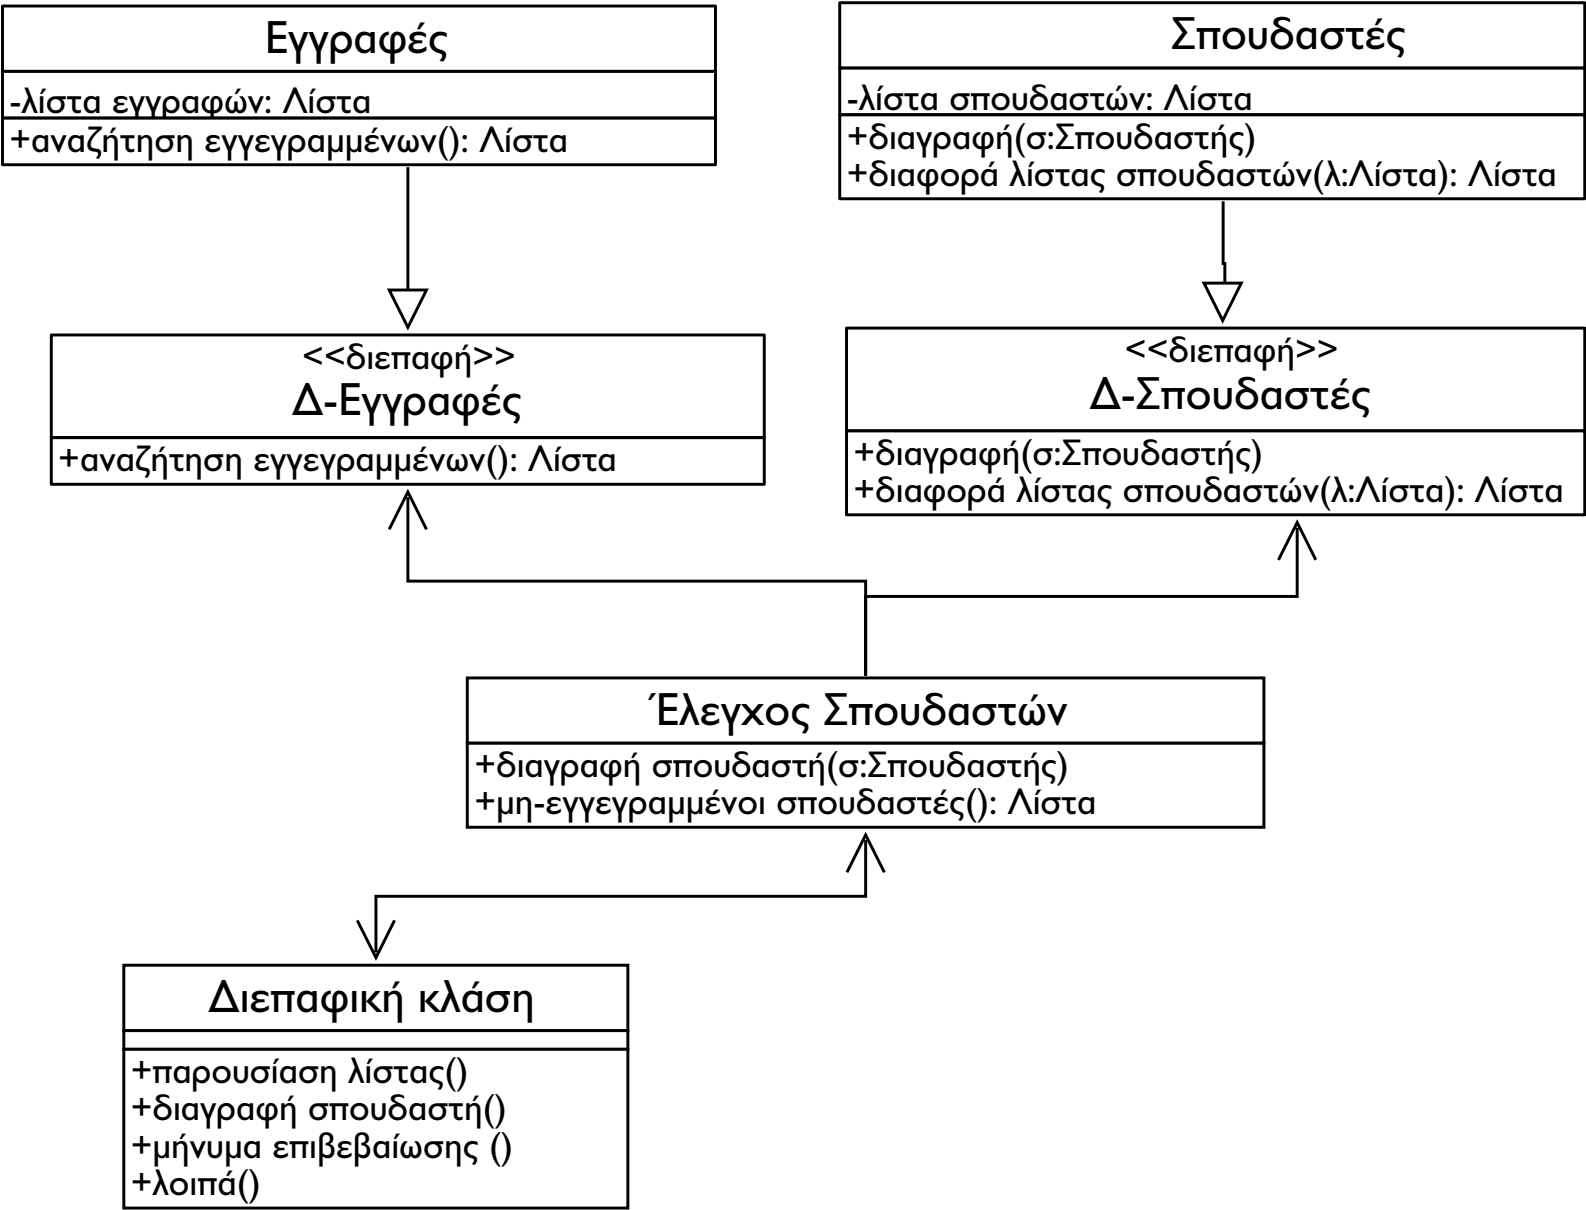 Εγγραφές
-λίστα εγγραφών: Λίστα
+αναζήτηση εγγεγραμμένων(): Λίστα
Σπουδαστές
-λίστα σπουδαστών: Λίστα
+διαγραφή(σ:Σπουδαστής)
+διαφορά λίστας σπουδαστών(λ:Λίστα): Λίστα
<<διεπαφή>>
Δ-Εγγραφές
+αναζήτηση εγγεγραμμένων(): Λίστα
<<διεπαφή>>
Δ-Σπουδαστές
+διαγραφή(σ:Σπουδαστής)
+διαφορά λίστας σπουδαστών(λ:Λίστα): Λίστα
Έλεγχος Σπουδαστών
+διαγραφή σπουδαστή(σ:Σπουδαστής)
+μη-εγγεγραμμένοι σπουδαστές(): Λίστα
Διεπαφική κλάση
+παρουσίαση λίστας()
+διαγραφή σπουδαστή()
+μήνυμα επιβεβαίωσης ()
+λοιπά()